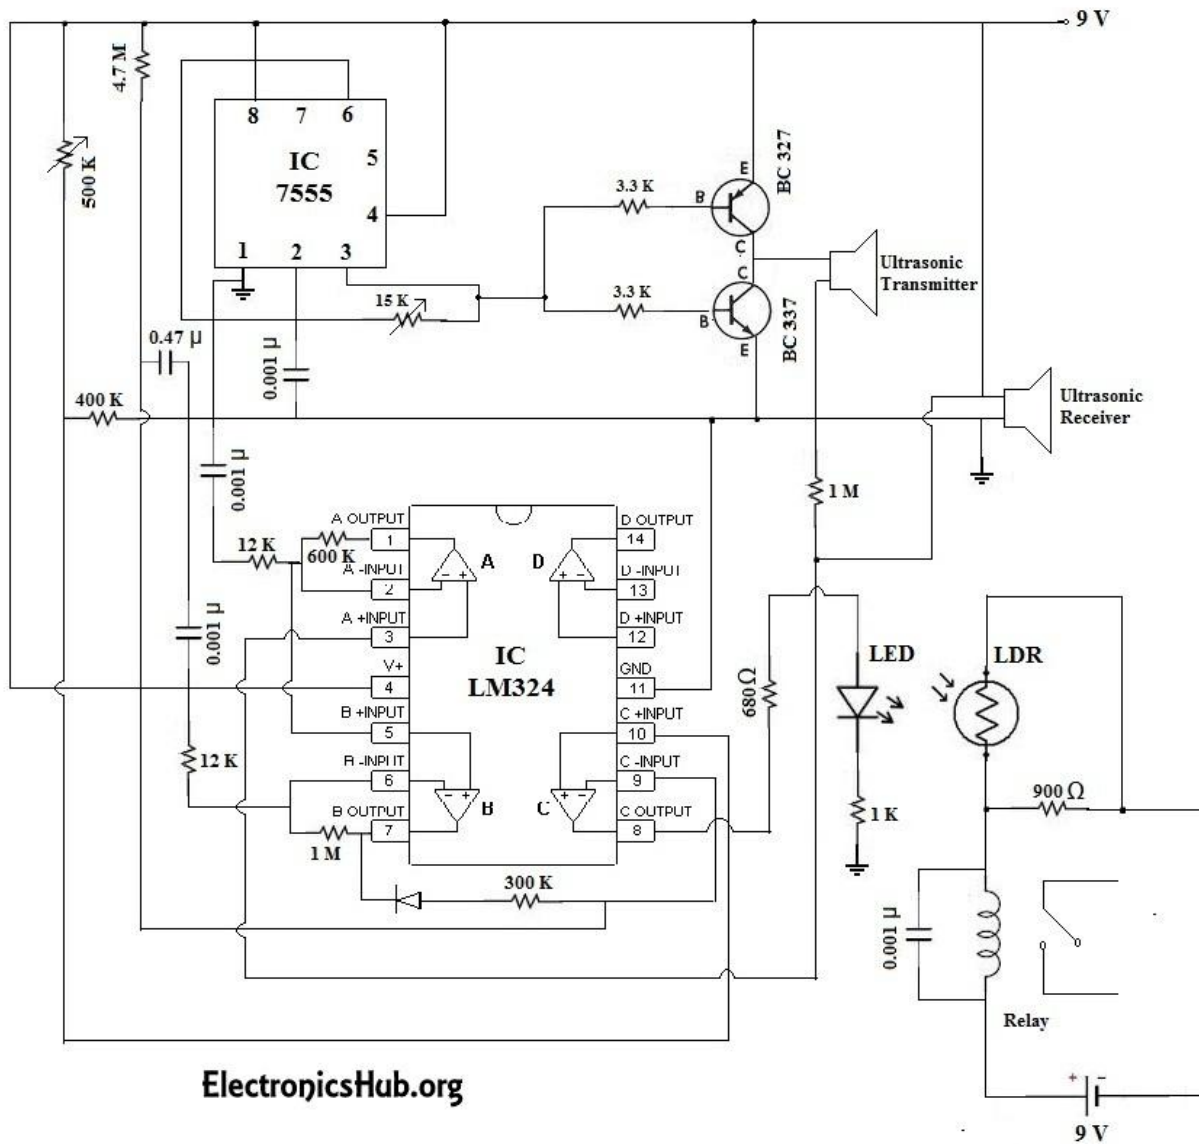 9 V
4.7 M
500 K
8 7 6
IC
7555
5
4
1 2 3
3.3 K
B
E
C
BC 327
3.3 K
B
C
E
BC 337
Ultrasonic
Transmitter
15 K
0.47 µ
0.001 µ
400 K
Ultrasonic
Receiver
0.001 µ
1 M
12 K
600 K
A OUTPUT
1
A -INPUT
2
A +INPUT
3
V+
4
B +INPUT
5
B -INPUT
6
B OUTPUT
7
A
- +
D
+ -
IC
LM324
- +
B
C
+ -
D OUTPUT
14
D -INPUT
13
D +INPUT
12
GND
11
C +INPUT
10
C -INPUT
9
C OUTPUT
8
0.001 µ
12 K
1 M
300 K
680 Ω
LED
1 K
LDR
900 Ω
0.001 µ
Relay
+ -
9 V
ElectronicsHub.org